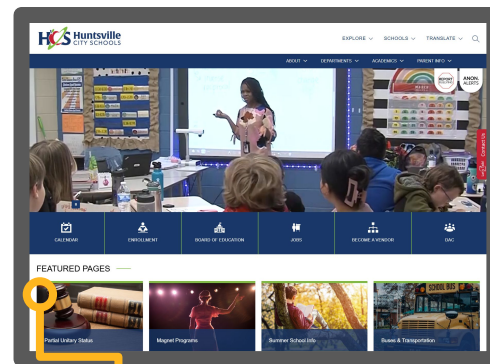 HCS Huntsville
CITY SCHOOLS
EXPLORE SCHOOLS TRANSLATE
ABOUT DEPARTMENTS ACADEMICS PARENT INFO
REPORT
ANON.
ALERTS
Contact Us
CALENDAR ENROLLMENT BOARD OF EDUCATION JOBS BECOME A VENDOR DAC
FEATURED PAGES
SCHOOL BUS
Partial Unitary Status Magnet Programs Summer School Info Buses & Transportation